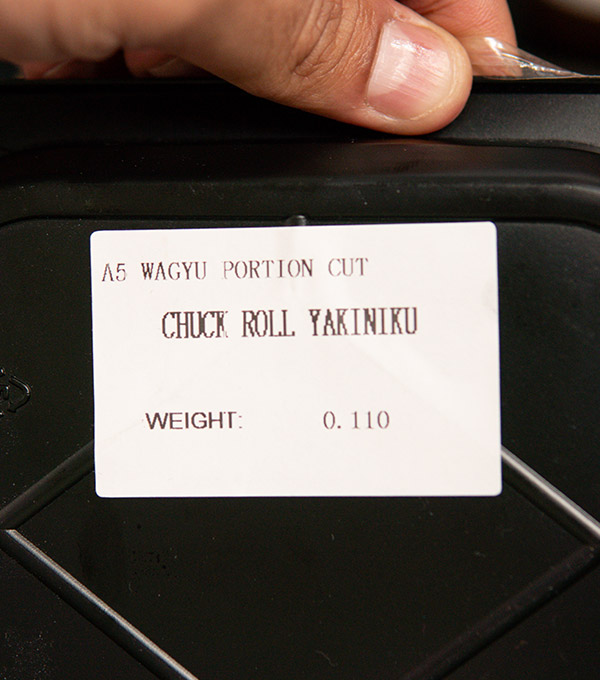 A5 WAGYU PORTION CUT
CHUCK ROLL YAKINIKU
WEIGHT: 0.110